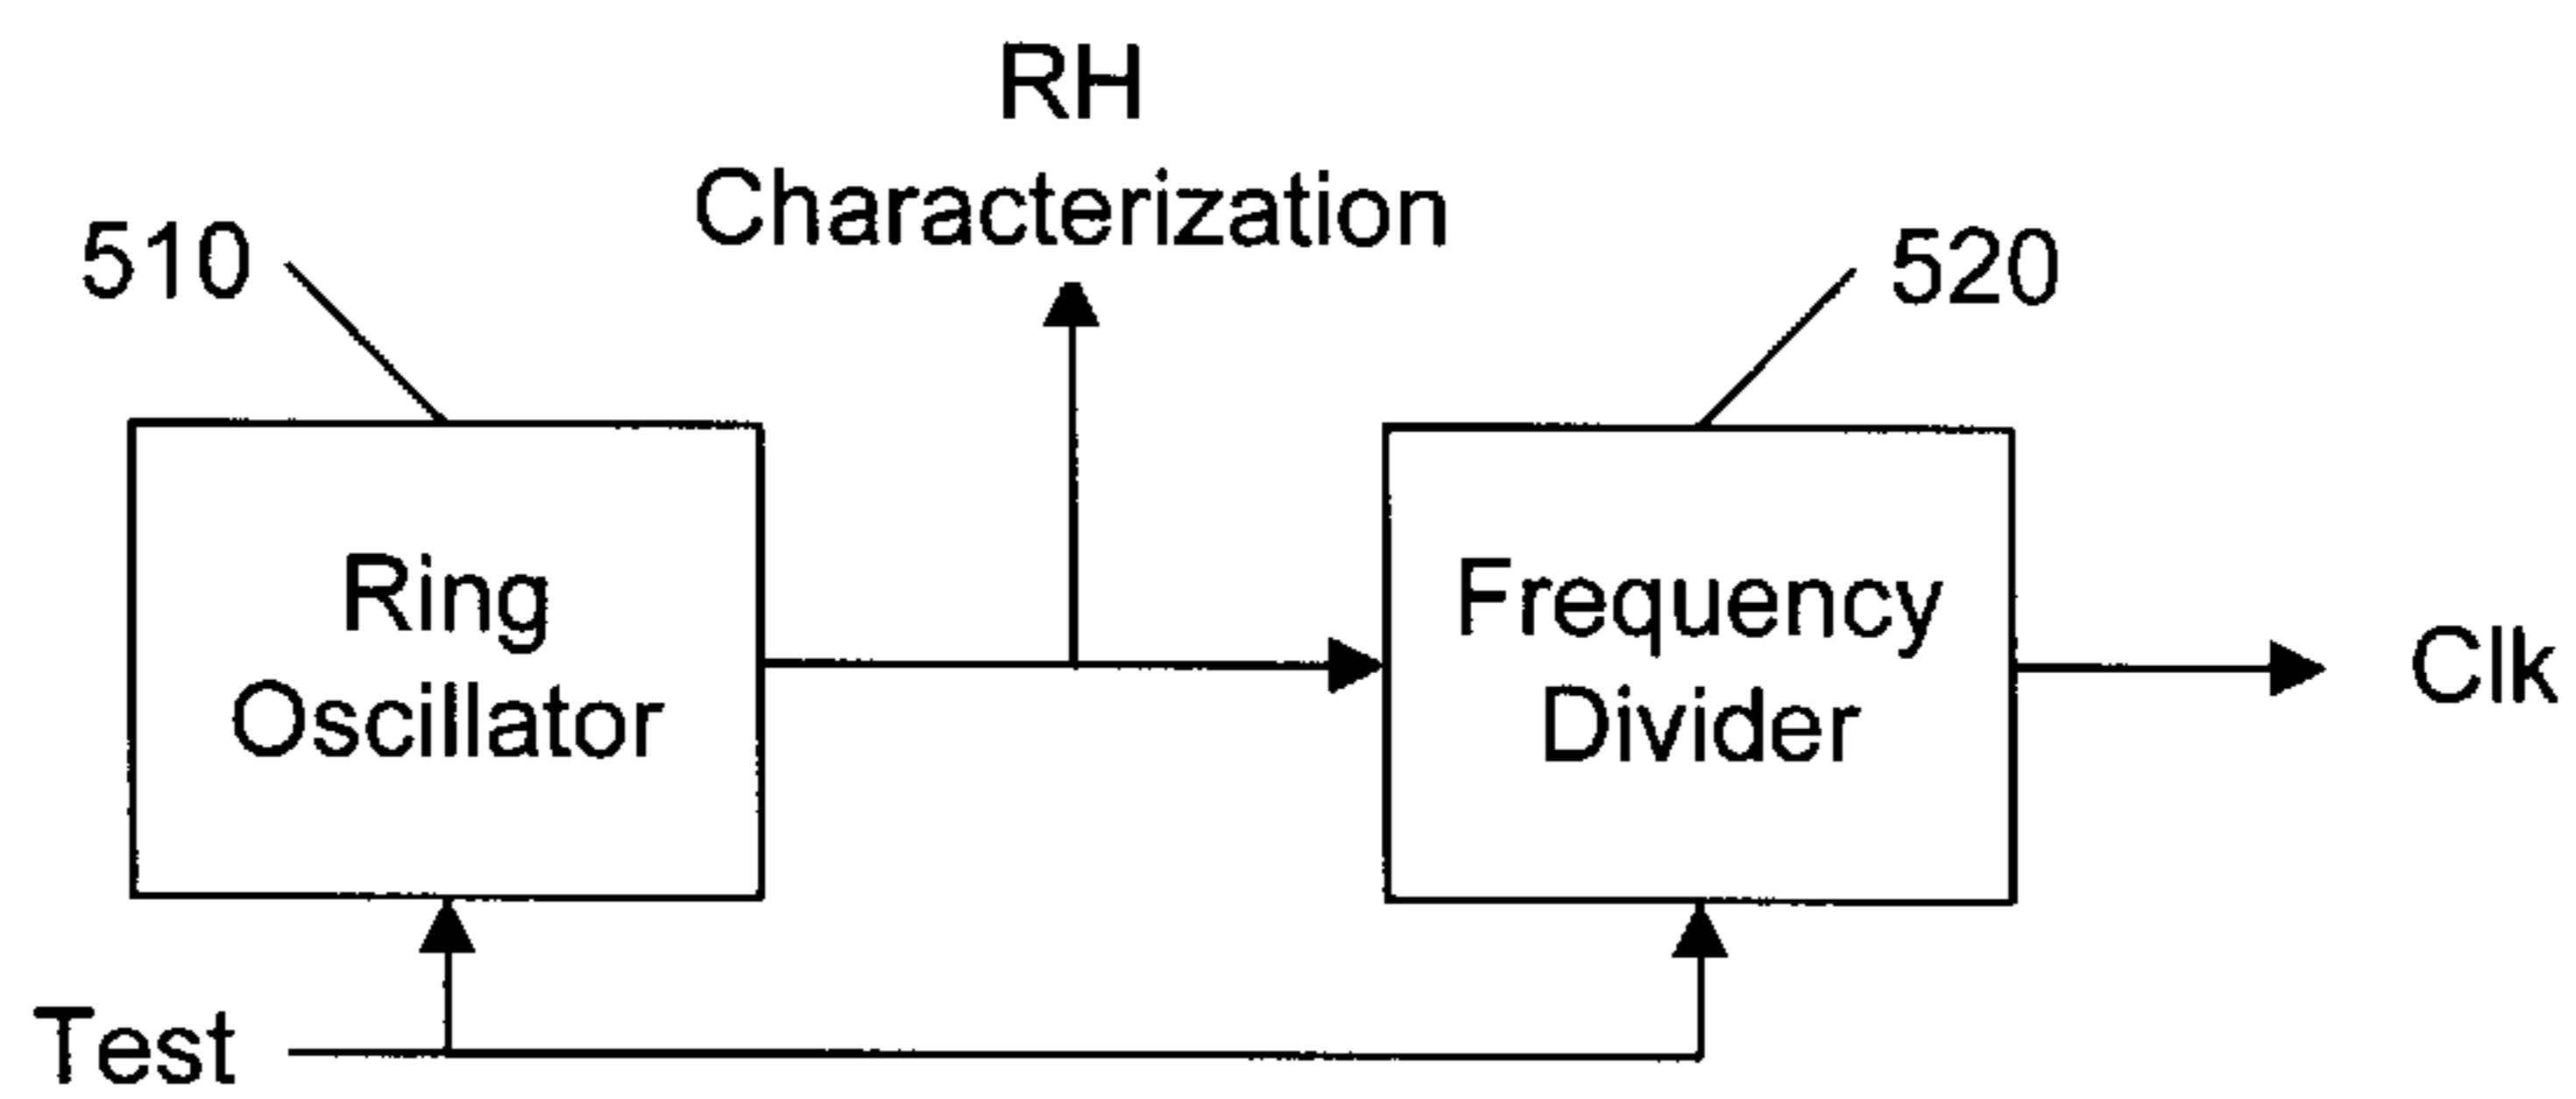 RH
Characterization
510
520
Ring
Oscillator
Frequency
Divider
Clk
Test